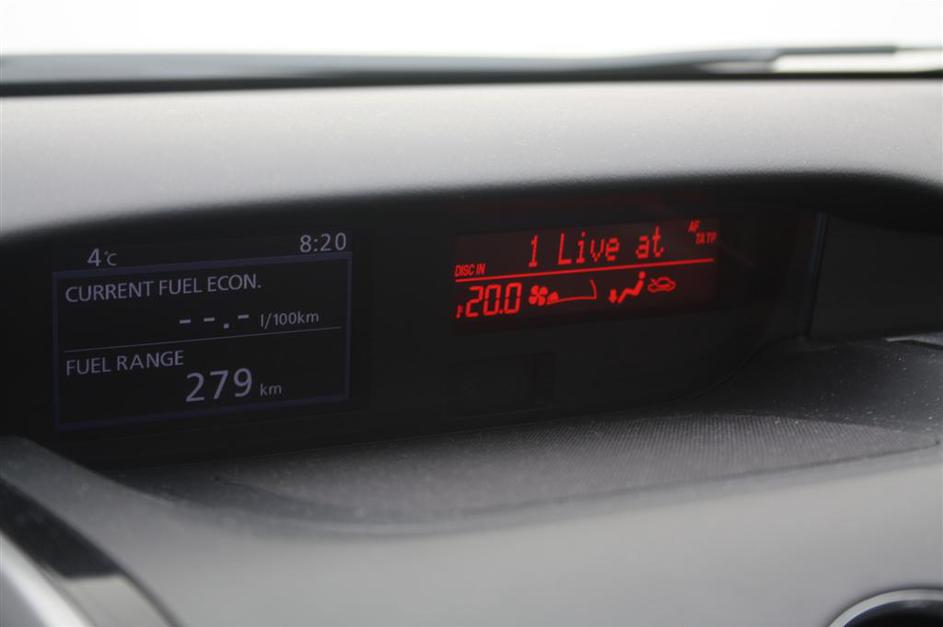 4°C 8:20
CURRENT FUEL ECON.
--.- l/100km
FUEL RANGE
279 km
1 Live at
AF
TA TP
DISC IN
20.0